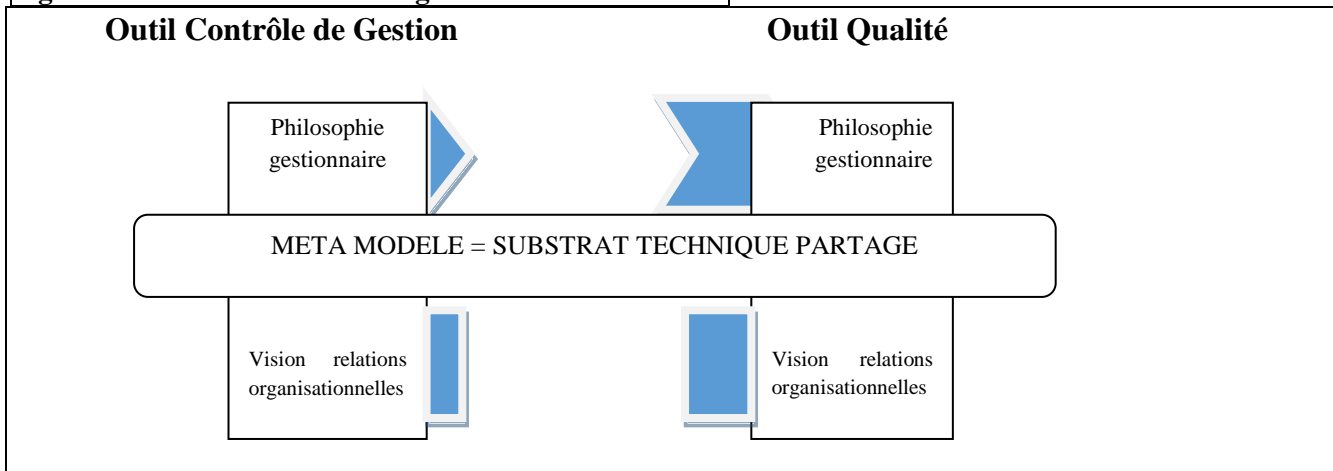 Outil Contrôle de Gestion
Outil Qualité
Philosophie
gestionnaire
Philosophie
gestionnaire
META MODELE = SUBSTRAT TECHNIQUE PARTAGE
Vision relations
organisationnelles
Vision relations
organisationnelles